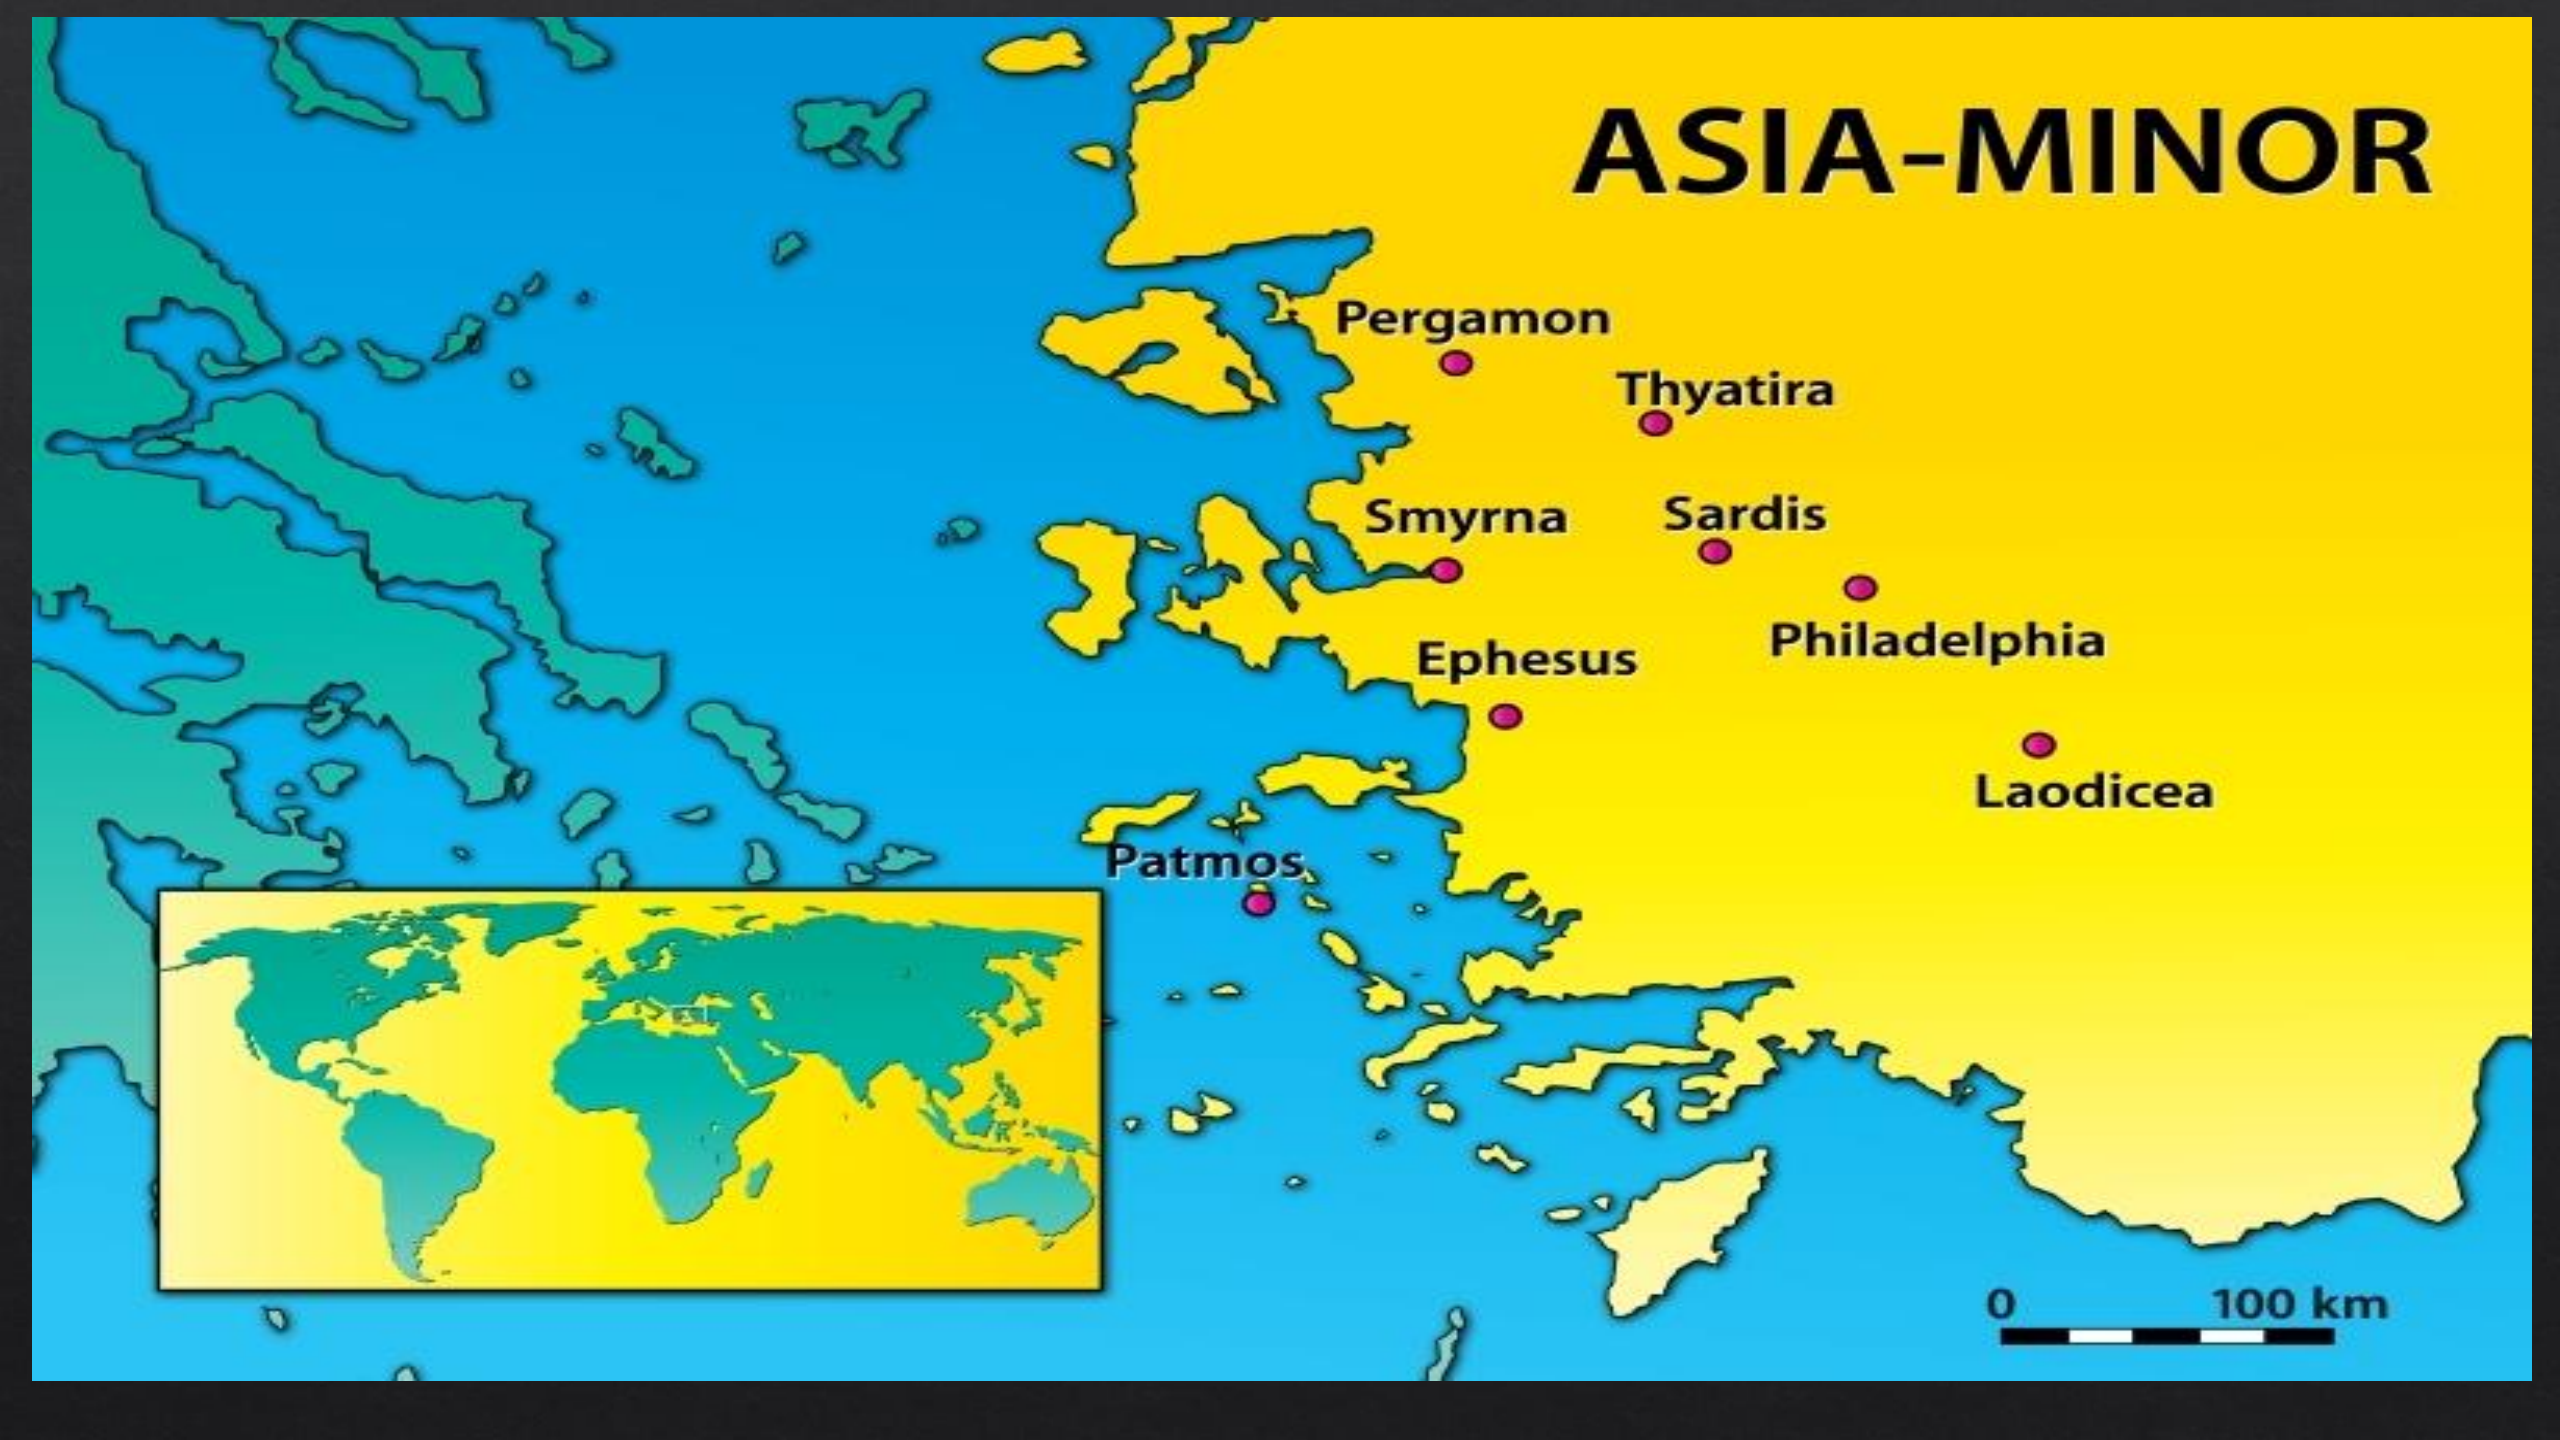 ASIA-MINOR
Pergamon
Thyatira
Smyrna
Sardis
Philadelphia
Ephesus
Laodicea
Patmos
0 100 km